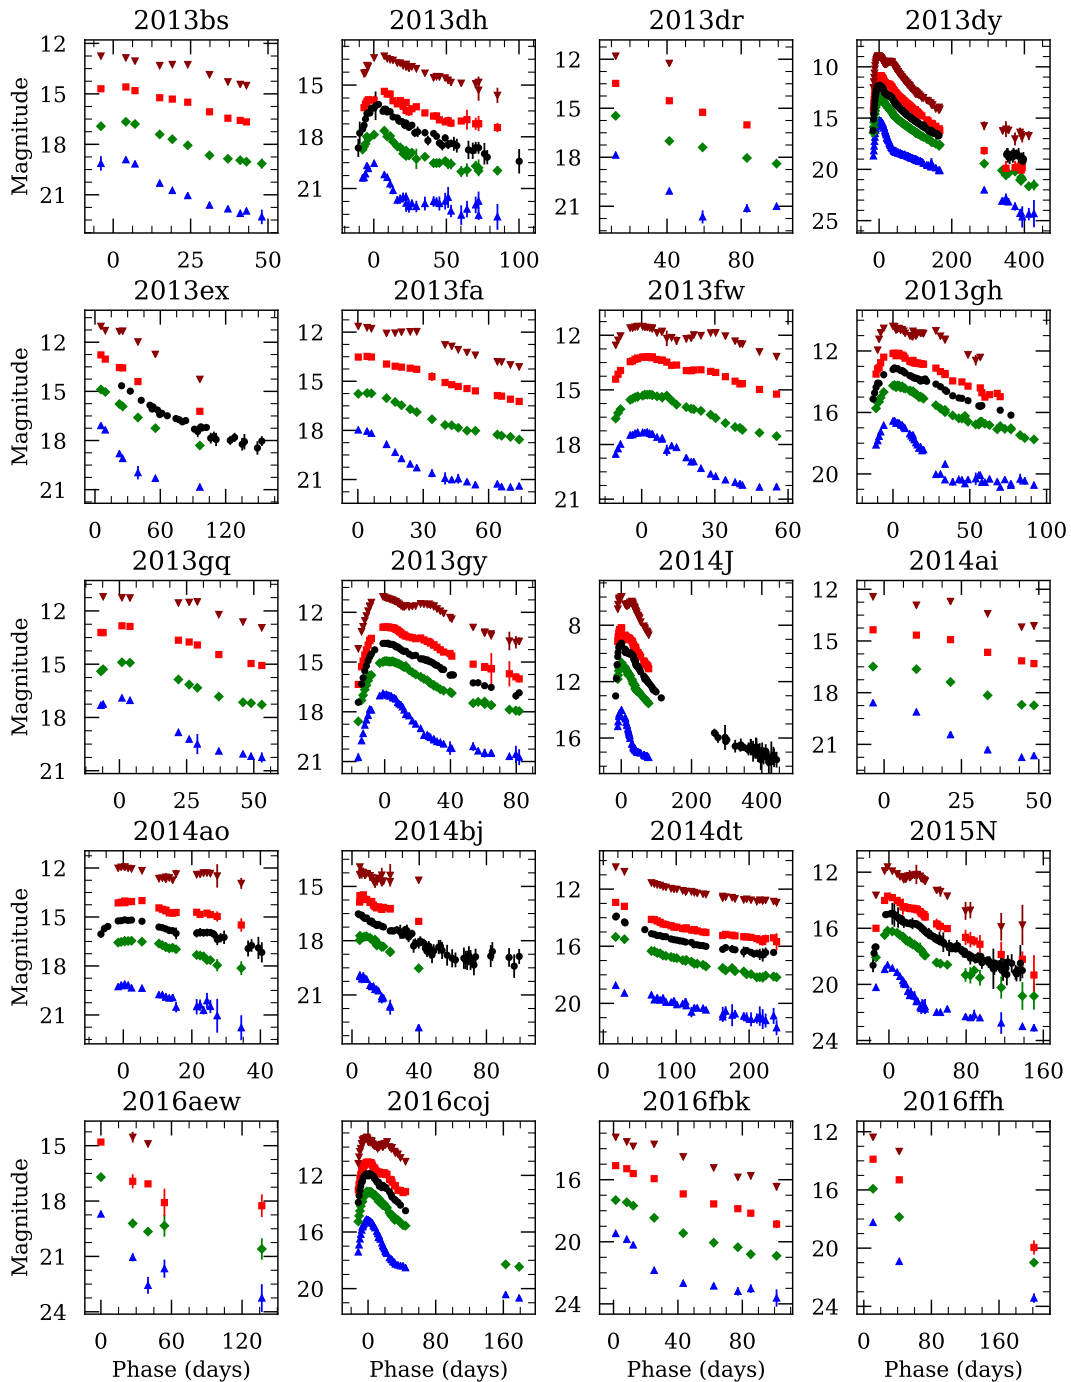 2013bs 2013dh 2013dr 2013dy
Magnitude
12 15 18 21
0 25 50
15 18 21
0 50 100
12 15 18 21
40 80
10 15 20 25
0 200 400
2013ex 2013fa 2013fw 2013gh
Magnitude
12 15 18 21
0 60 120
12 15 18 21
0 30 60
12 15 18 21
0 30 60
12 16 20
0 50 100
2013gq 2013gy 2014J 2014ai
Magnitude
12 15 18 21
0 25 50
12 15 18 21
0 40 80
8 12 16
0 200 400
12 15 18 21
0 25 50
2014ao 2014bj 2014dt 2015N
Magnitude
12 15 18 21
0 20 40
15 18 21
0 40 80
12 16 20
0 100 200
12 16 20 24
0 80 160
2016aew 2016coj 2016fbk 2016ffh
Magnitude
15 18 21 24
0 60 120
12 16 20
0 80 160
12 16 20 24
0 40 80
12 16 20 24
80 160
Phase (days) Phase (days) Phase (days) Phase (days)